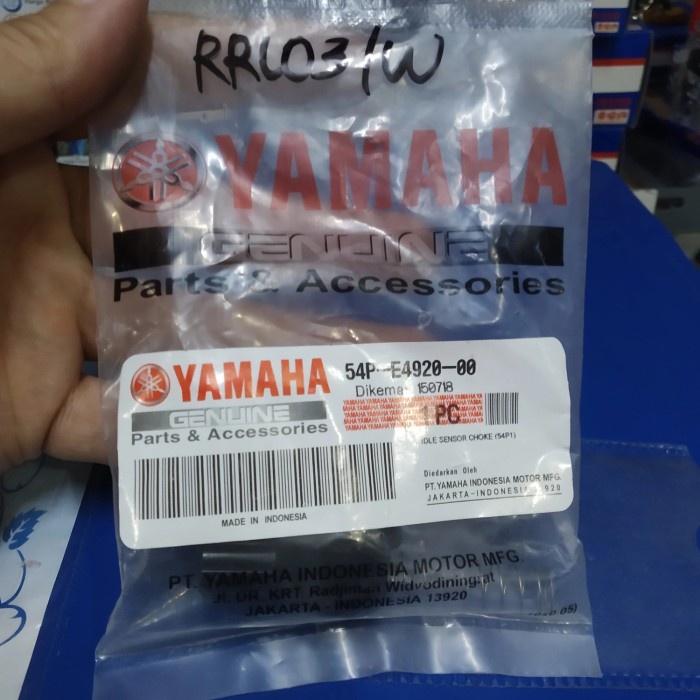 RRL03/W
YAMAHA
GENUINE
Parts & Accessories
YAMAHA
GENUINE
Parts & Accessories
54P-E4920-00
Dikemas 150718
1 PC
IDLE SENSOR CHOKE (54P1)
Diedarkan Oleh
PT.YAMAHA INDONESIA MOTOR MFG.
JAKARTA-INDONESIA 13920
MADE IN INDONESIA
PT. YAMAHA INDONESIA MOTOR MFG.
Jl. DR. KRT Radjiman Widyodiningrat
JAKARTA - INDONESIA 13920